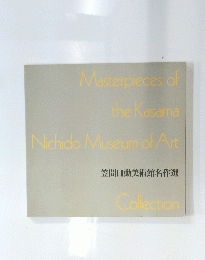 Masterpieces of
the Kasama
Nichido Museum of Art
笠間日動美術館名作選
Collection